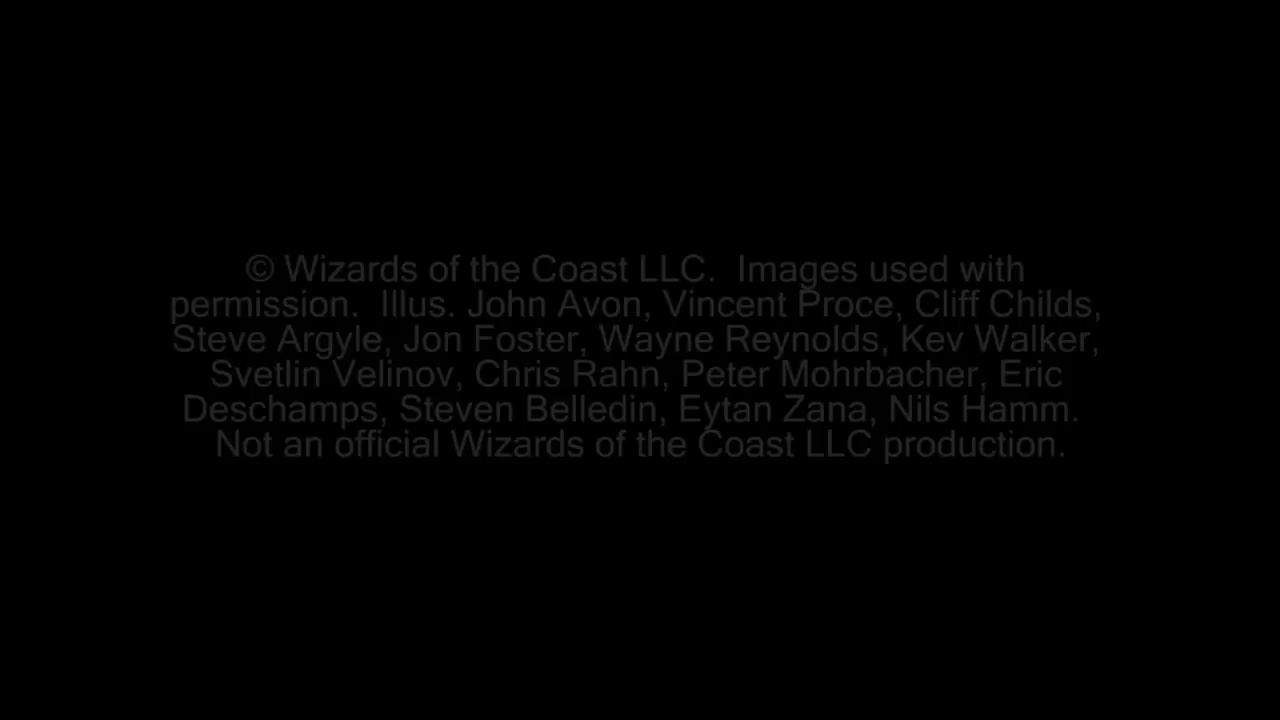 © Wizards of the Coast LLC.  Images used with
permission.  Illus. John Avon, Vincent Proce, Cliff Childs,
Steve Argyle, Jon Foster, Wayne Reynolds, Kev Walker,
Svetlin Velinov, Chris Rahn, Peter Mohrbacher, Eric
Deschamps, Steven Belledin, Eytan Zana, Nils Hamm.
Not an official Wizards of the Coast LLC production.